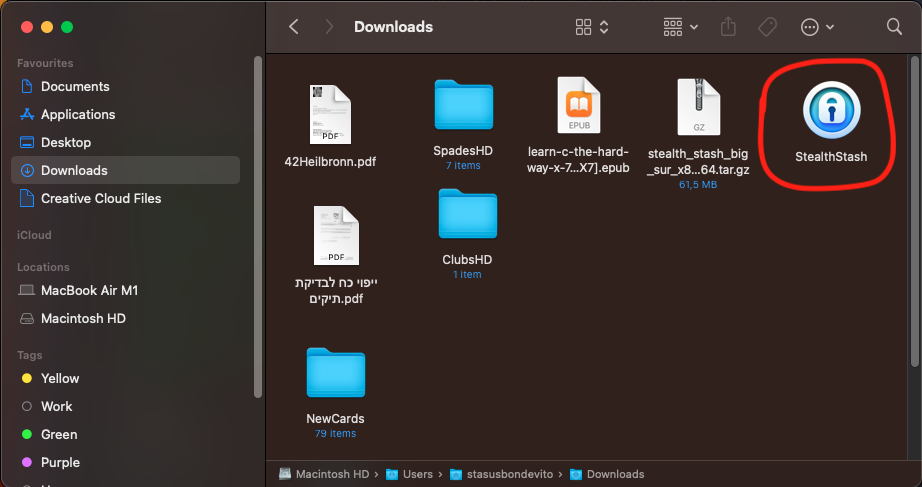 Downloads
Favourites
Documents
Applications
Desktop
Downloads
Creative Cloud Files
iCloud
Locations
MacBook Air M1
Macintosh HD
Tags
Yellow
Work
Green
Purple
PDF
42Heilbronn.pdf
SpadesHD
7 items
EPUB
learn-c-the-hard-
way-x-7...X7].epub
GZ
stealth_stash_big
_sur_x8...64.tar.gz
61,5 MB
StealthStash
PDF
ייפוי כח לבדיקת
תיקים.pdf
ClubsHD
1 item
NewCards
79 items
Macintosh HD › Users › stasusbondevito › Downloads